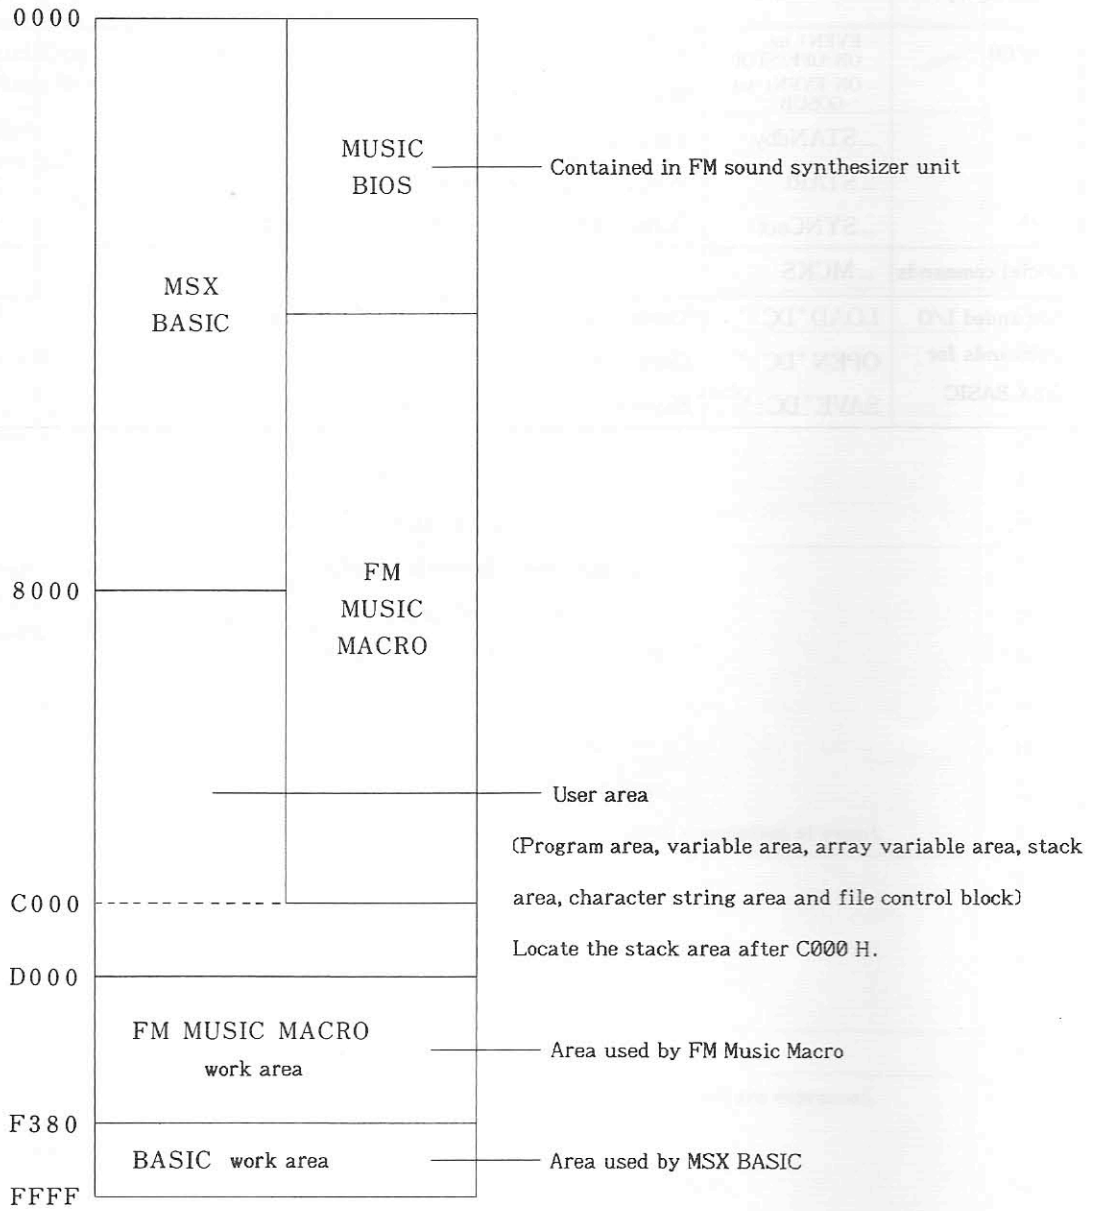 0000
MUSIC
BIOS
Contained in FM sound synthesizer unit
MSX
BASIC
8000
FM
MUSIC
MACRO
User area
(Program area, variable area, array variable area, stack
area, character string area and file control block)
Locate the stack area after C000 H.
C000
D000
FM MUSIC MACRO
work area
Area used by FM Music Macro
F380
BASIC work area
Area used by MSX BASIC
FFFF